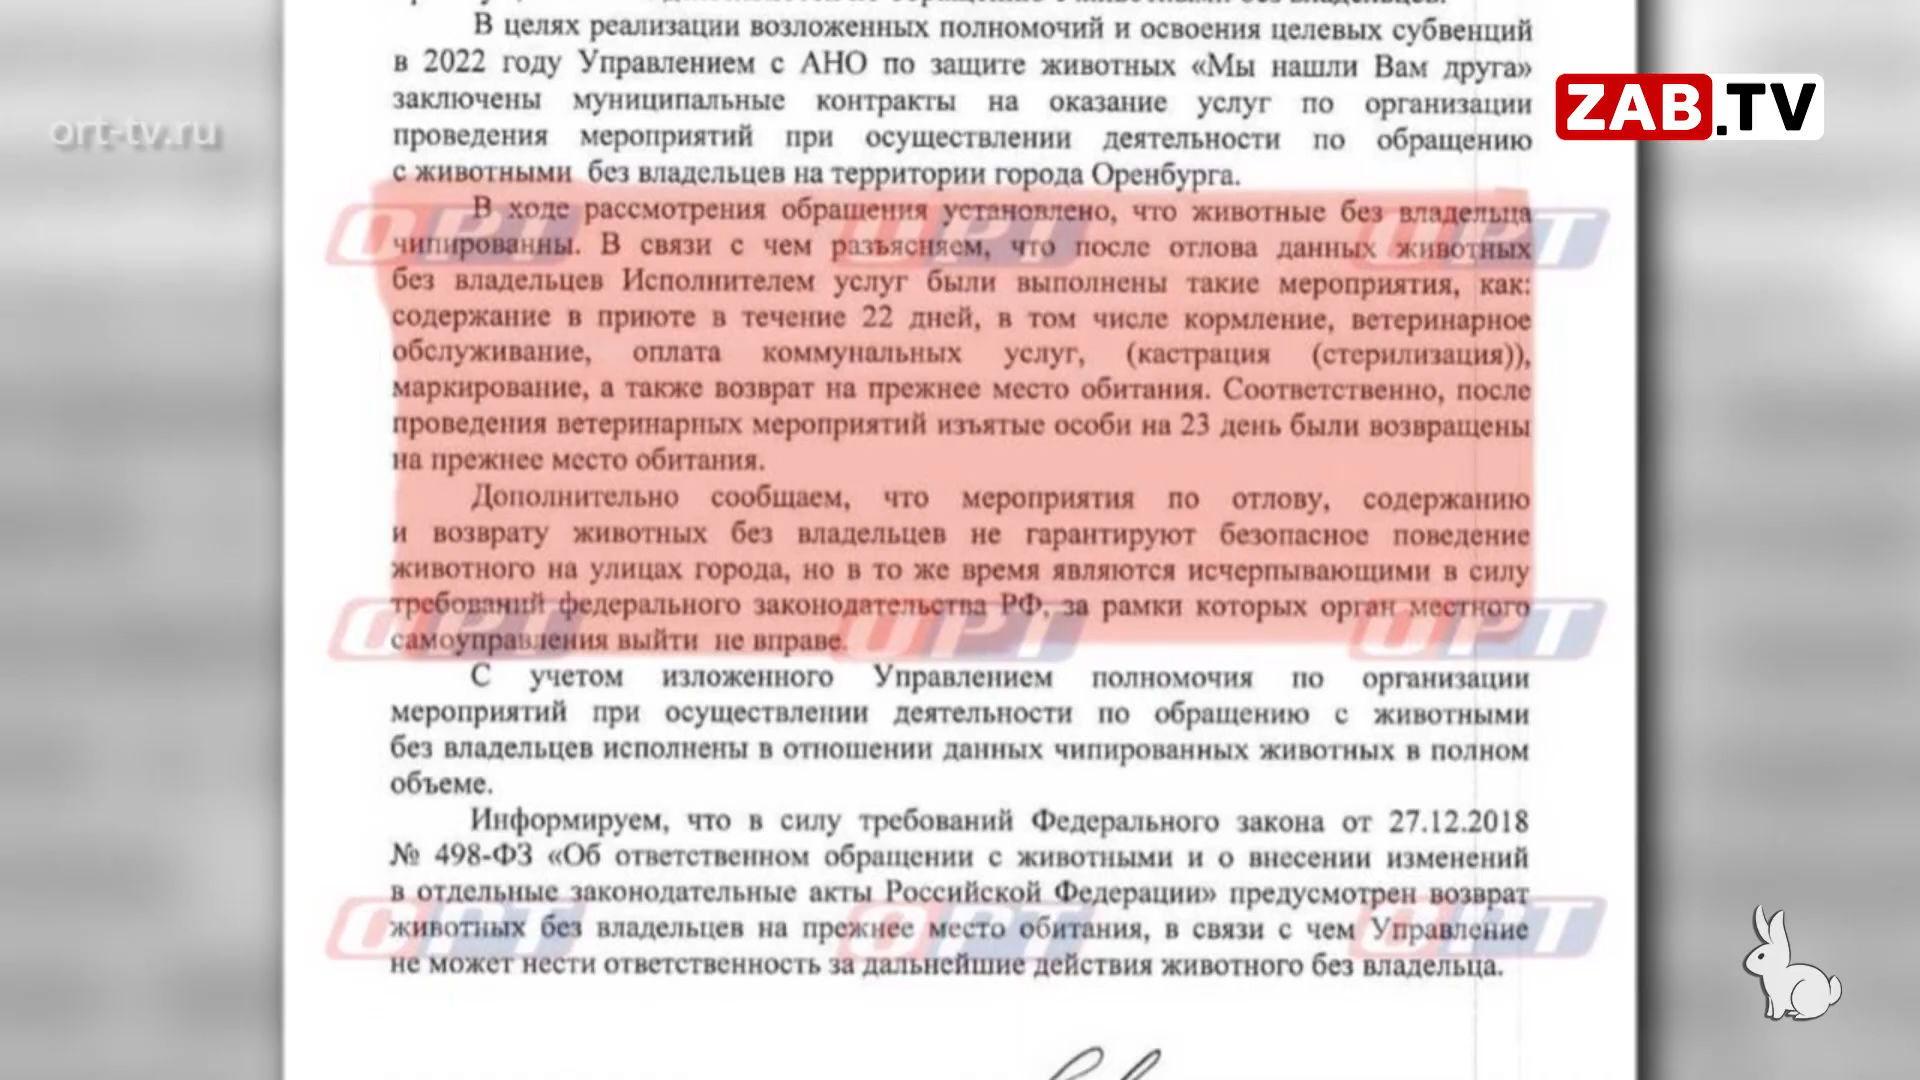 В целях реализации возложенных полномочий и освоения целевых субвенций
в 2022 году Управлением с АНО по защите животных «Мы нашли Вам друга»
заключены муниципальные контракты на оказание услуг по организации
проведения мероприятий при осуществлении деятельности по обращению
с животными без владельцев на территории города Оренбурга.
В ходе рассмотрения обращения установлено, что животные без владельца
чипированны. В связи с чем разъясняем, что после отлова данных животных
без владельцев Исполнителем услуг были выполнены такие мероприятия, как:
содержание в приюте в течение 22 дней, в том числе кормление, ветеринарное
обслуживание, оплата коммунальных услуг, (кастрация (стерилизация)),
маркирование, а также возврат на прежнее место обитания. Соответственно, после
проведения ветеринарных мероприятий изъятые особи на 23 день были возвращены
на прежнее место обитания.
Дополнительно сообщаем, что мероприятия по отлову, содержанию
и возврату животных без владельцев не гарантируют безопасное поведение
животного на улицах города, но в то же время являются исчерпывающими в силу
требований федерального законодательства РФ, за рамки которых орган местного
самоуправления выйти не вправе.
С учетом изложенного Управлением полномочия по организации
мероприятий при осуществлении деятельности по обращению с животными
без владельцев исполнены в отношении данных чипированных животных в полном
объеме.
Информируем, что в силу требований Федерального закона от 27.12.2018
№ 498-ФЗ «Об ответственном обращении с животными и о внесении изменений
в отдельные законодательные акты Российской Федерации» предусмотрен возврат
животных без владельцев на прежнее место обитания, в связи с чем Управление
не может нести ответственность за дальнейшие действия животного без владельца.
ort-tv.ru
ZAB.TV
ОРТ ОРТ ОРТ
ОРТ ОРТ ОРТ
ОРТ ОРТ ОРТ